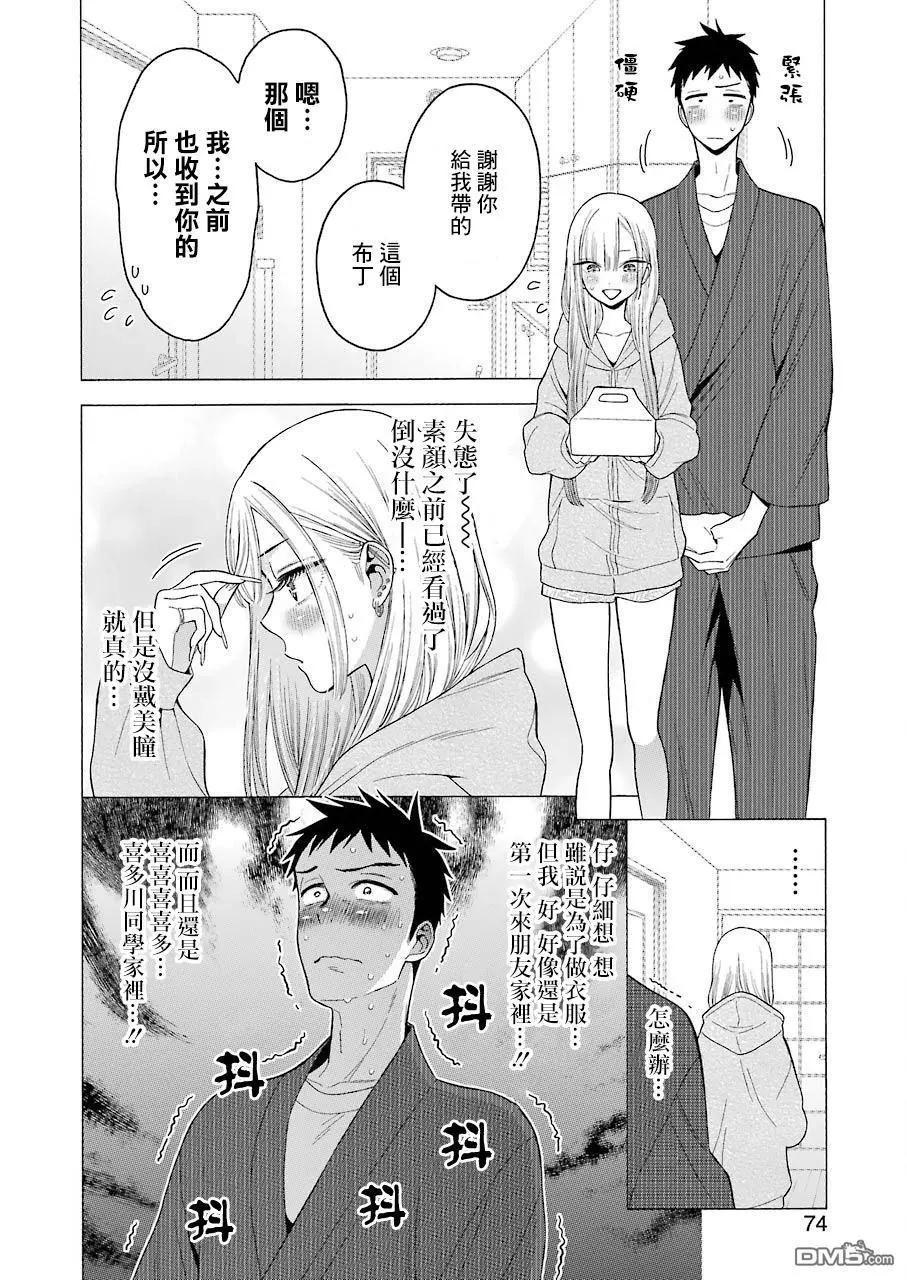 緊張
僵硬
謝謝你
給我帶的
這個
布丁
嗯…
那個
我…之前
也收到你的
所以…
失態了
素顏之前已經看過了
倒沒什麼—…
但是沒戴美瞳
就真的…
…
怎麼辦…
仔 仔細想 想
雖說是為了做衣服…
但我 好 好像還是
第一次來朋友家裡…!!
而 而且還是
喜喜喜喜多…
喜多川同學家裡…!!
抖
抖
抖
抖
抖
74
DM5.com
漫畫人